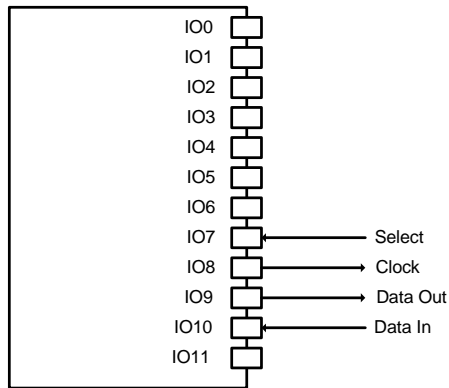 IO0
IO1
IO2
IO3
IO4
IO5
IO6
IO7 Select
IO8 Clock
IO9 Data Out
IO10 Data In
IO11